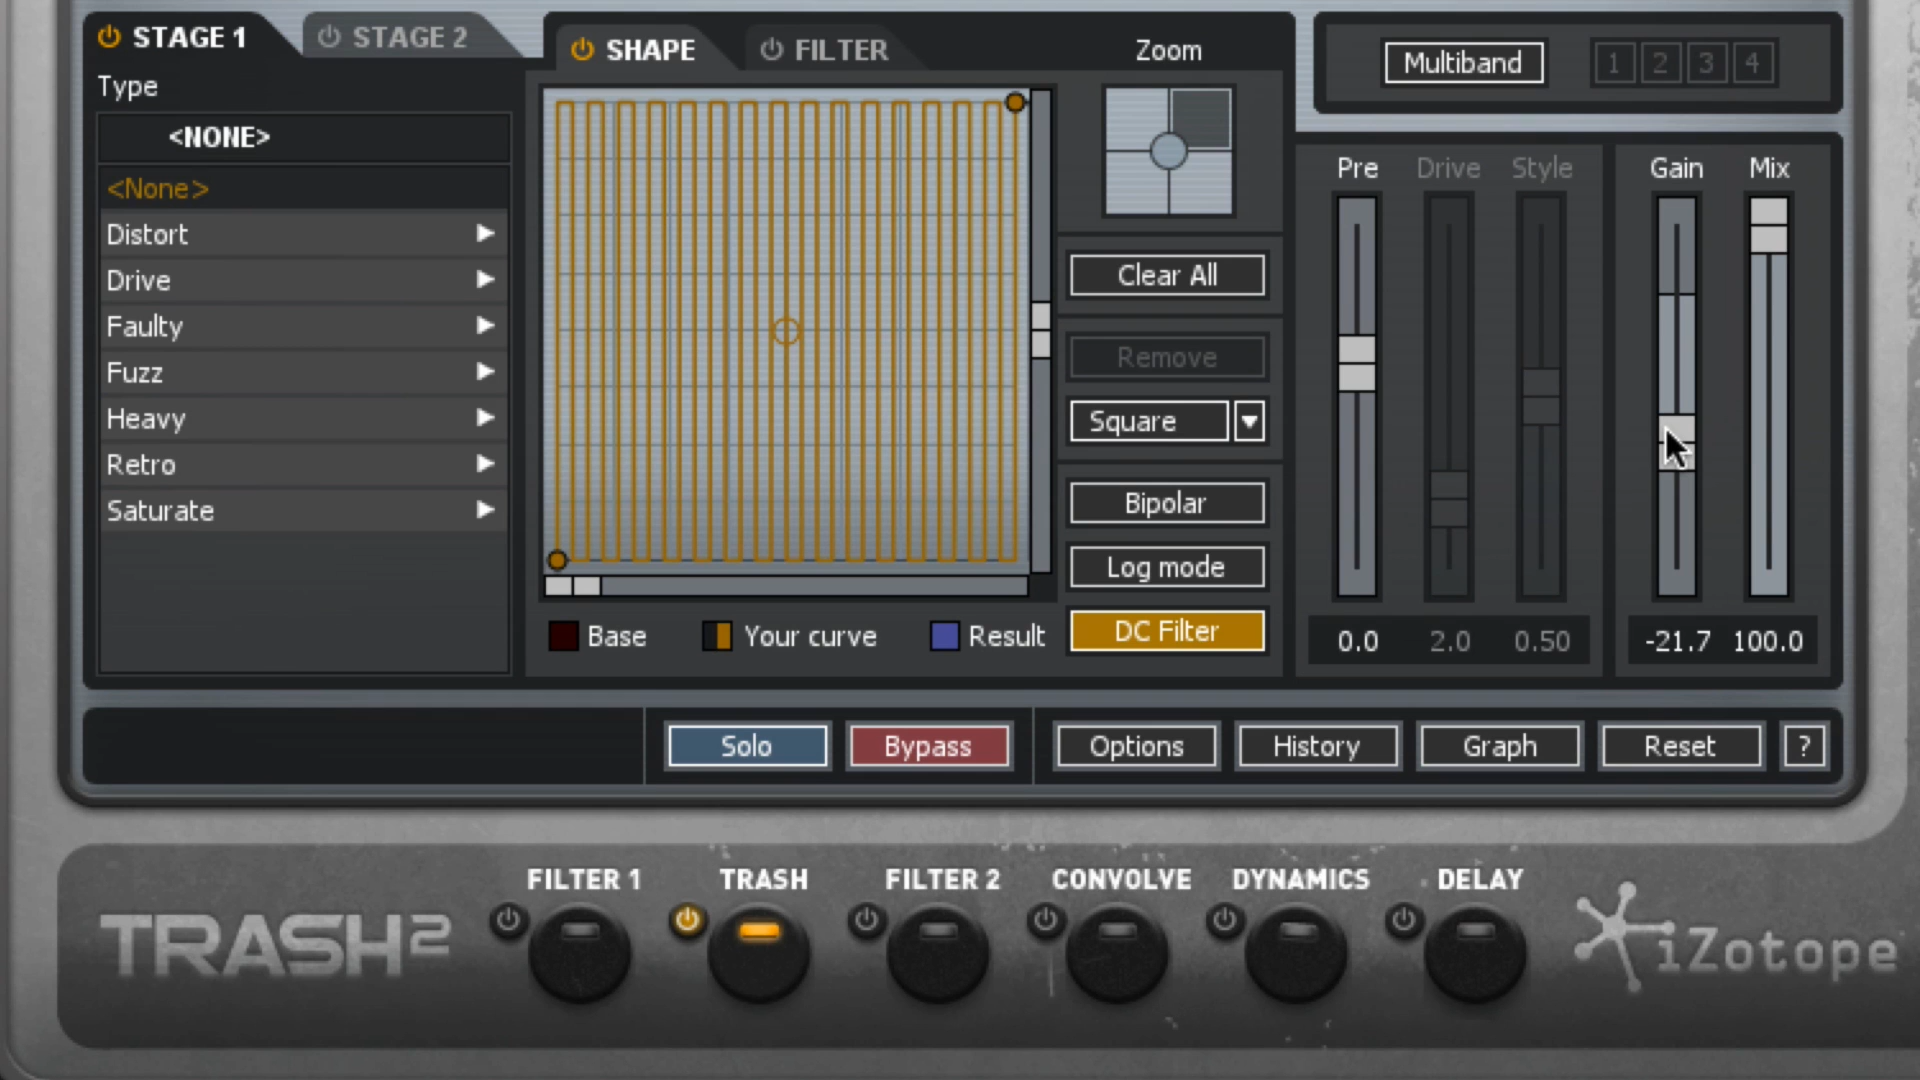 STAGE 1
STAGE 2
SHAPE
FILTER
Zoom
Multiband
1 2 3 4
Type
<NONE>
<None>
Distort
Drive
Faulty
Fuzz
Heavy
Retro
Saturate
Clear All
Remove
Square
Bipolar
Log mode
DC Filter
Base
Your curve
Result
Pre
Drive
Style
Gain
Mix
0.0
2.0
0.50
-21.7
100.0
Solo
Bypass
Options
History
Graph
Reset
?
FILTER 1
TRASH
FILTER 2
CONVOLVE
DYNAMICS
DELAY
TRASH2
iZotope